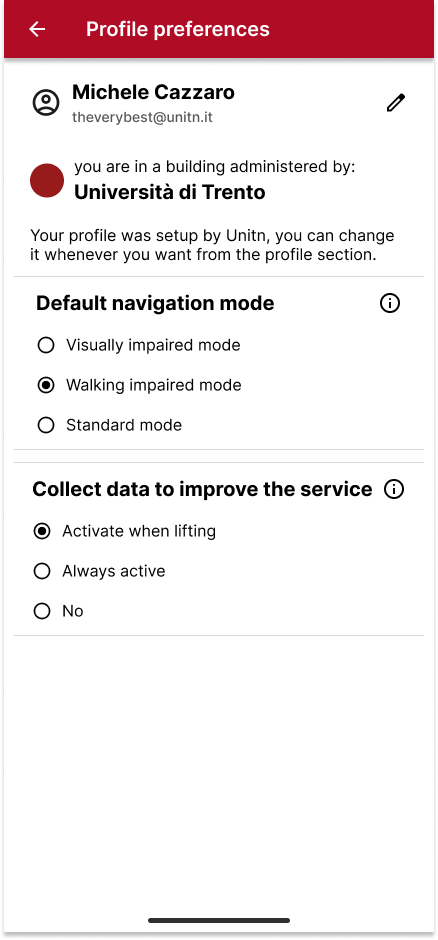 Profile preferences
Michele Cazzaro
theverybest@unitn.it
you are in a building administered by:
Università di Trento
Your profile was setup by Unitn, you can change
it whenever you want from the profile section.
Default navigation mode
Visually impaired mode
Walking impaired mode
Standard mode
Collect data to improve the service
Activate when lifting
Always active
No